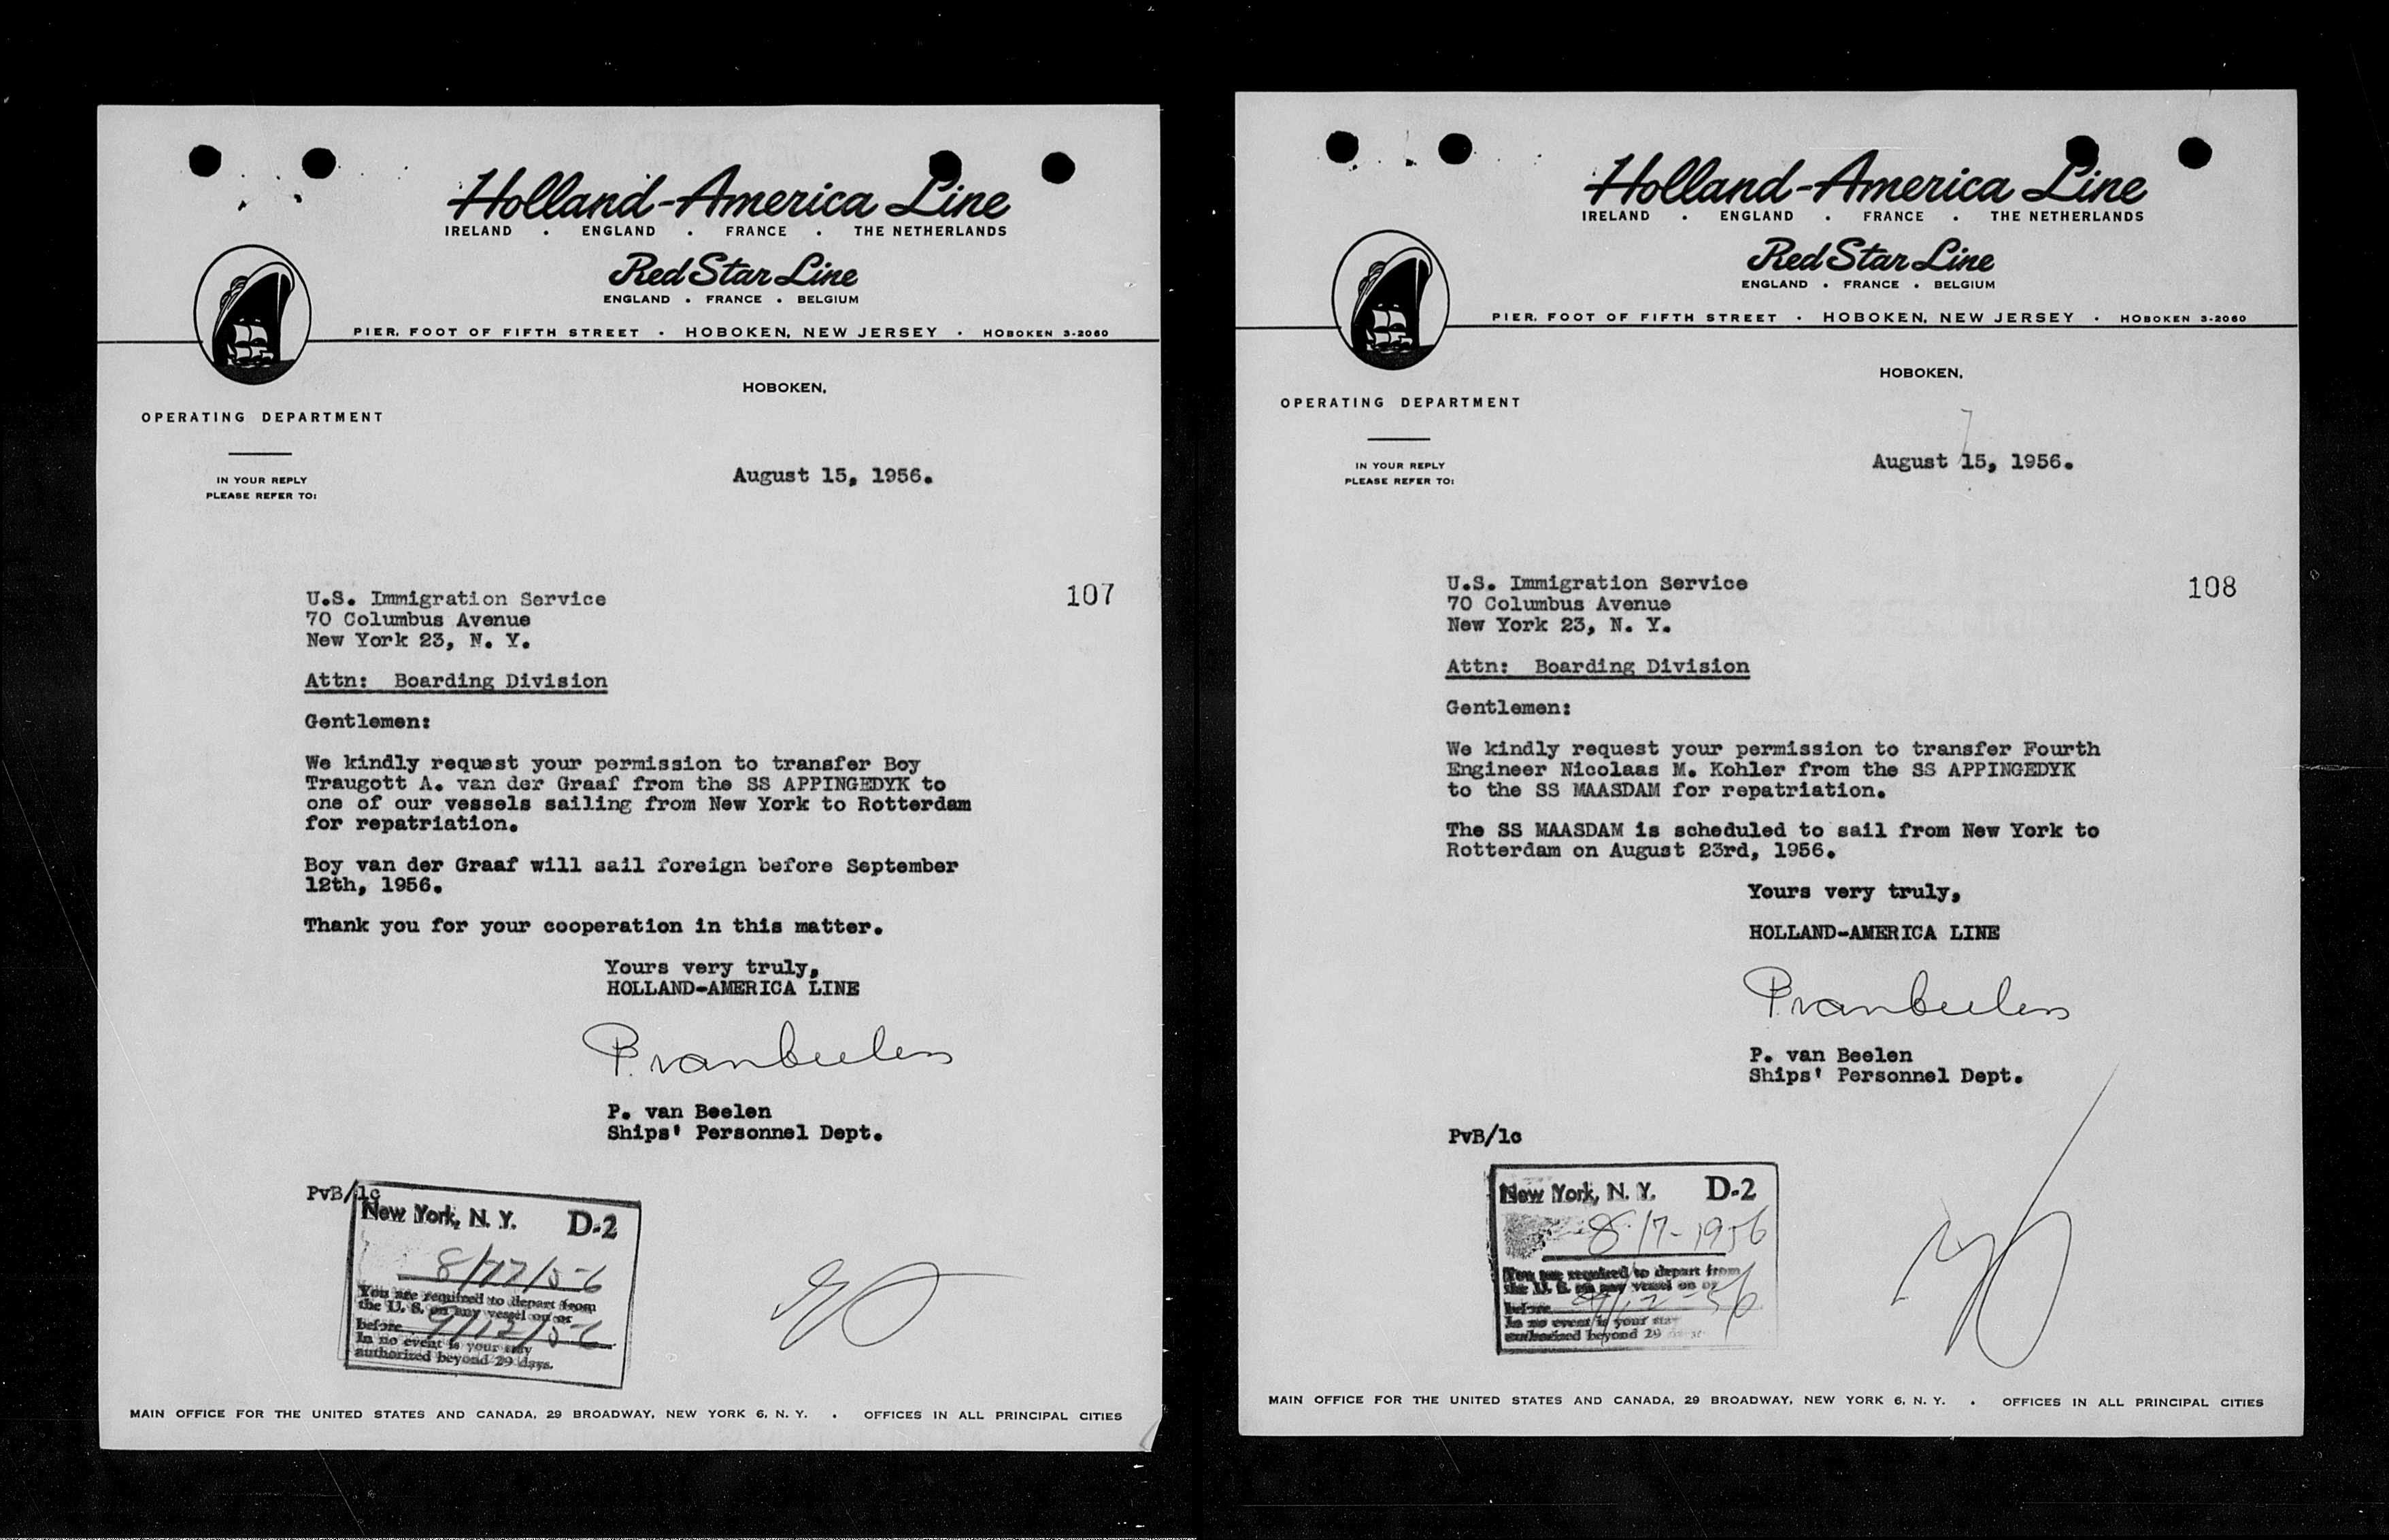 Holland-America Line
IRELAND · ENGLAND · FRANCE · THE NETHERLANDS
Red Star Line
ENGLAND · FRANCE · BELGIUM
PIER, FOOT OF FIFTH STREET · HOBOKEN, NEW JERSEY · HOBOKEN 3-2060
HOBOKEN,
OPERATING DEPARTMENT
IN YOUR REPLY
PLEASE REFER TO:
August 15, 1956.
107
U.S. Immigration Service
70 Columbus Avenue
New York 23, N. Y.
Attn: Boarding Division
Gentlemen:
We kindly request your permission to transfer Boy
Traugott A. van der Graaf from the SS APPINGEDYK to
one of our vessels sailing from New York to Rotterdam
for repatriation.
Boy van der Graaf will sail foreign before September
12th, 1956.
Thank you for your cooperation in this matter.
Yours very truly,
HOLLAND-AMERICA LINE
P. van Beelen
P. van Beelen
Ships' Personnel Dept.
PvB/lc
New York, N. Y. D-2
8/17/56
You are required to depart from
the U. S. on any vessel on or
before 9/12/56
In no event is your stay
authorized beyond 29 days.
MAIN OFFICE FOR THE UNITED STATES AND CANADA, 29 BROADWAY, NEW YORK 6, N. Y. · OFFICES IN ALL PRINCIPAL CITIES
Holland-America Line
IRELAND · ENGLAND · FRANCE · THE NETHERLANDS
Red Star Line
ENGLAND · FRANCE · BELGIUM
PIER, FOOT OF FIFTH STREET · HOBOKEN, NEW JERSEY · HOBOKEN 3-2060
HOBOKEN,
OPERATING DEPARTMENT
IN YOUR REPLY
PLEASE REFER TO:
7
August 15, 1956.
108
U.S. Immigration Service
70 Columbus Avenue
New York 23, N. Y.
Attn: Boarding Division
Gentlemen:
We kindly request your permission to transfer Fourth
Engineer Nicolaas M. Kohler from the SS APPINGEDYK
to the SS MAASDAM for repatriation.
The SS MAASDAM is scheduled to sail from New York to
Rotterdam on August 23rd, 1956.
Yours very truly,
HOLLAND-AMERICA LINE
P. van Beelen
P. van Beelen
Ships' Personnel Dept.
PvB/lc
New York, N. Y. D-2
8-17-1956
You are required to depart from
the U. S. on any vessel on or
before 9-12-56
In no event is your stay
authorized beyond 29
MAIN OFFICE FOR THE UNITED STATES AND CANADA, 29 BROADWAY, NEW YORK 6, N. Y. · OFFICES IN ALL PRINCIPAL CITIES